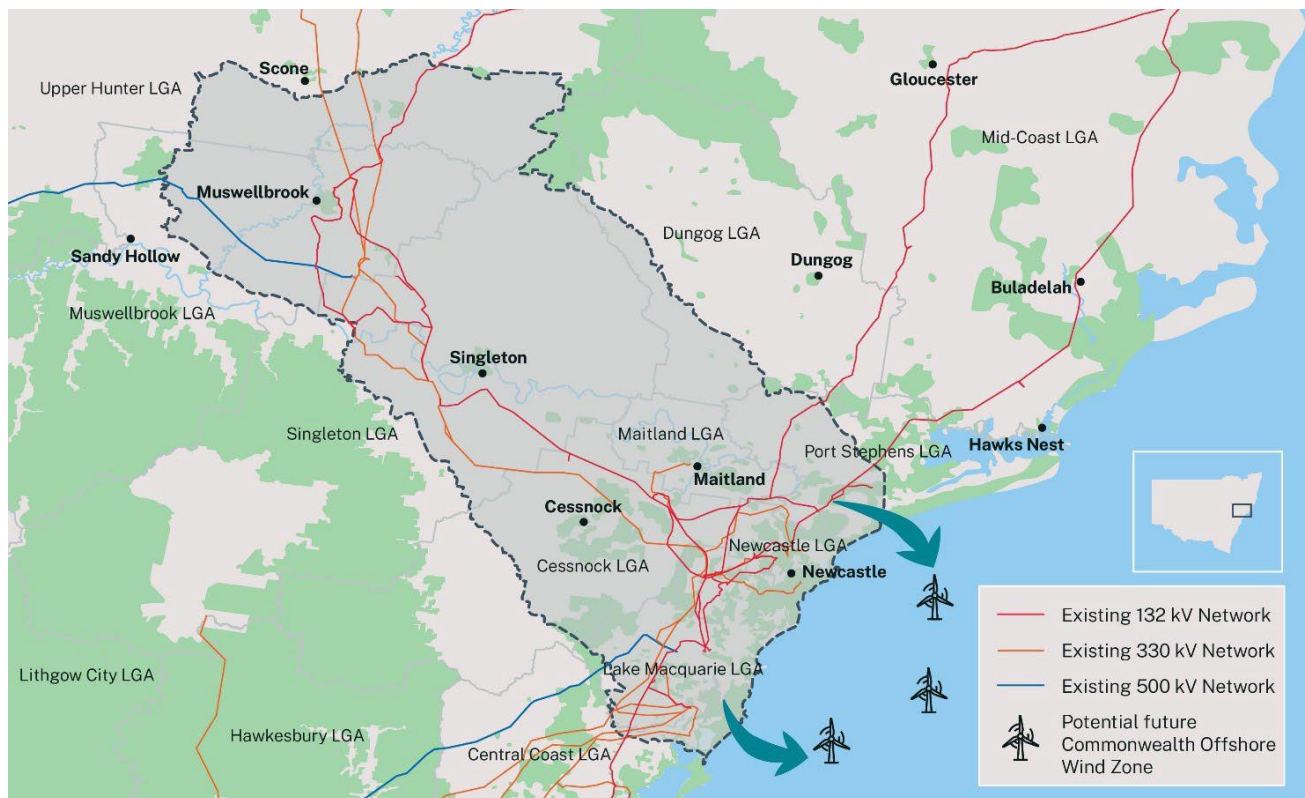 Scone
Upper Hunter LGA
Gloucester
Mid-Coast LGA
Muswellbrook
Sandy Hollow
Dungog LGA
Dungog
Buladelah
Muswellbrook LGA
Singleton
Singleton LGA
Maitland LGA
Hawks Nest
Port Stephens LGA
Maitland
Cessnock
Newcastle LGA
Cessnock LGA
Newcastle
Lake Macquarie LGA
Lithgow City LGA
Hawkesbury LGA
Central Coast LGA
Existing 132 kV Network
Existing 330 kV Network
Existing 500 kV Network
Potential future
Commonwealth Offshore
Wind Zone